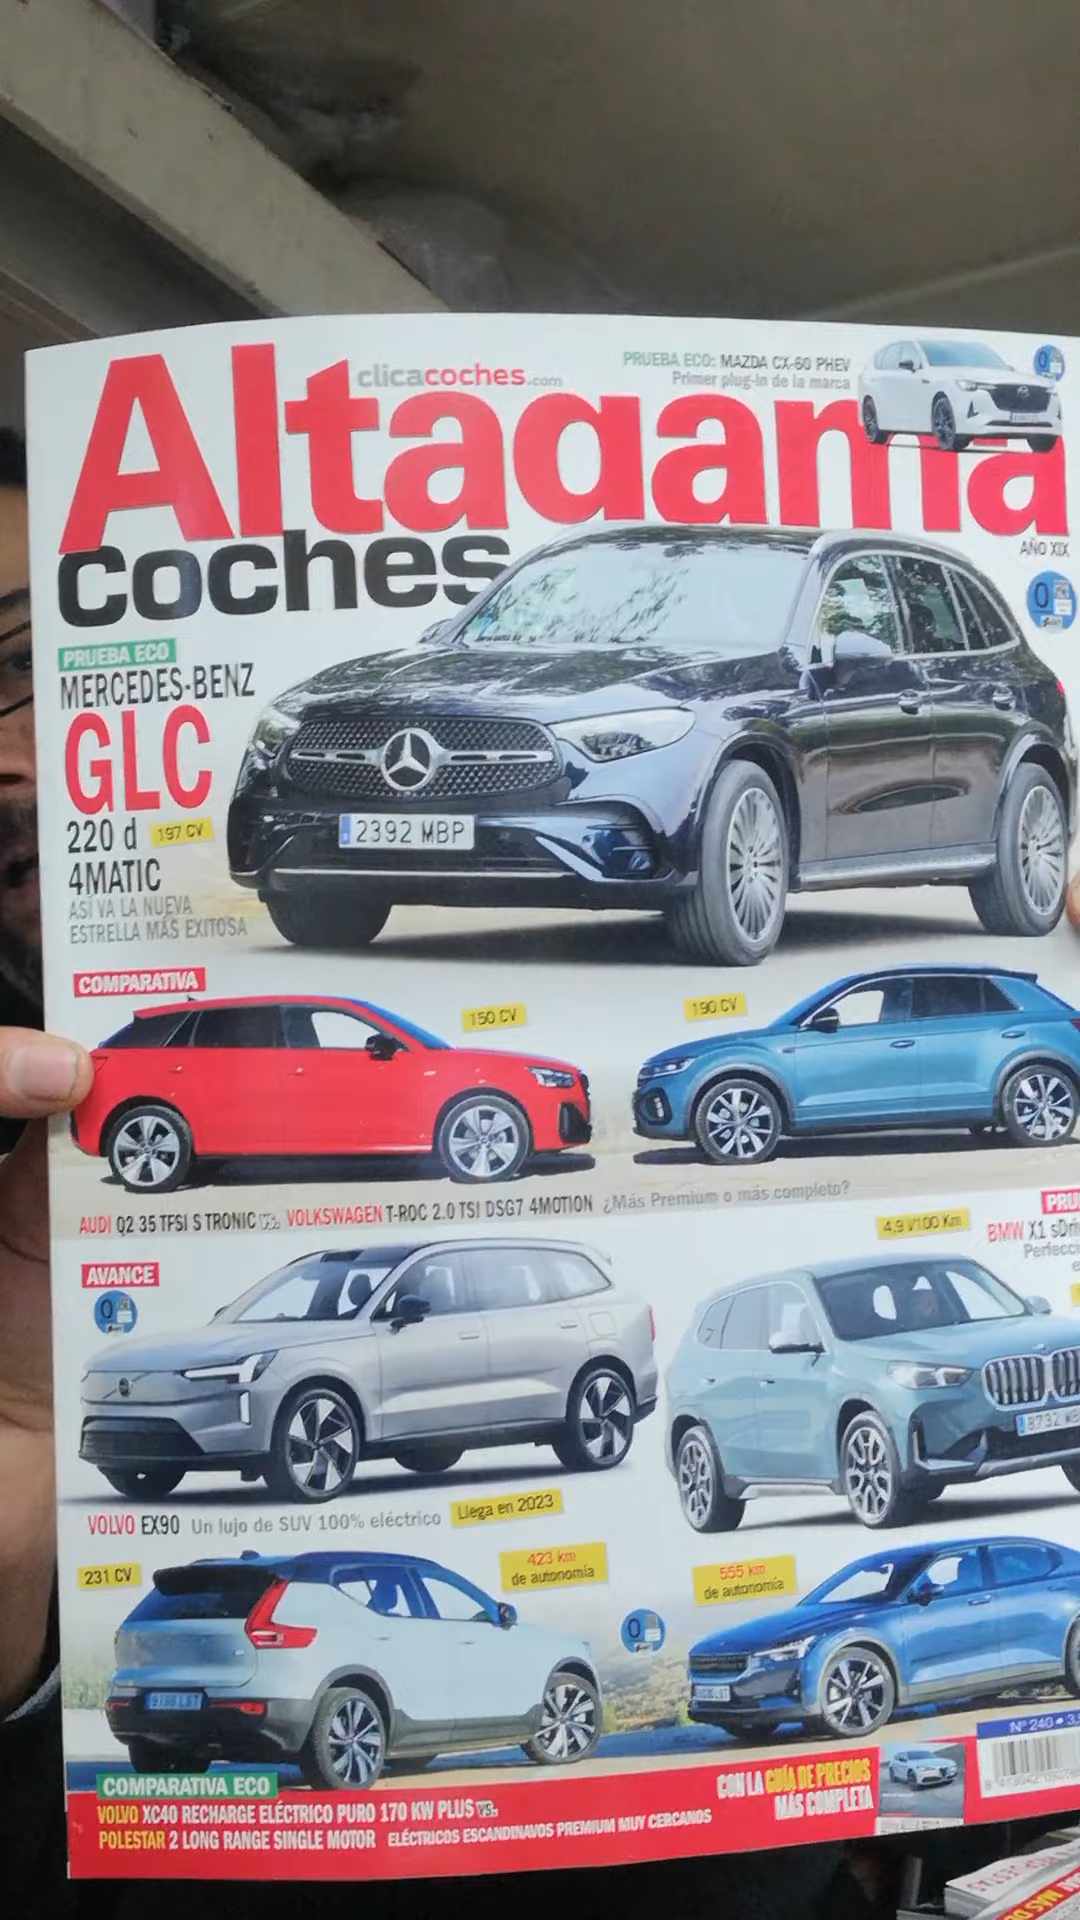 clicacoches.com
PRUEBA ECO: MAZDA CX-60 PHEV
Primer plug-in de la marca
Altagama
coches
AÑO XIX
PRUEBA ECO
MERCEDES-BENZ
GLC
220 d 197 CV
4MATIC
ASÍ VA LA NUEVA
ESTRELLA MÁS EXITOSA
2392 MBP
COMPARATIVA
150 CV
190 CV
AUDI Q2 35 TFSI S TRONIC vs. VOLKSWAGEN T-ROC 2.0 TSI DSG7 4MOTION ¿Más Premium o más completo?
4,9 l/100 Km
PRU
BMW X1 sDri
Perfecc
e
AVANCE
8732
VOLVO EX90 Un lujo de SUV 100% eléctrico Llega en 2023
231 CV
423 km
de autonomía
555 km
de autonomía
Nº 240
COMPARATIVA ECO
VOLVO XC40 RECHARGE ELÉCTRICO PURO 170 KW PLUS vs.
POLESTAR 2 LONG RANGE SINGLE MOTOR ELÉCTRICOS ESCANDINAVOS PREMIUM MUY CERCANOS
CON LA GUÍA DE PRECIOS
MÁS COMPLETA